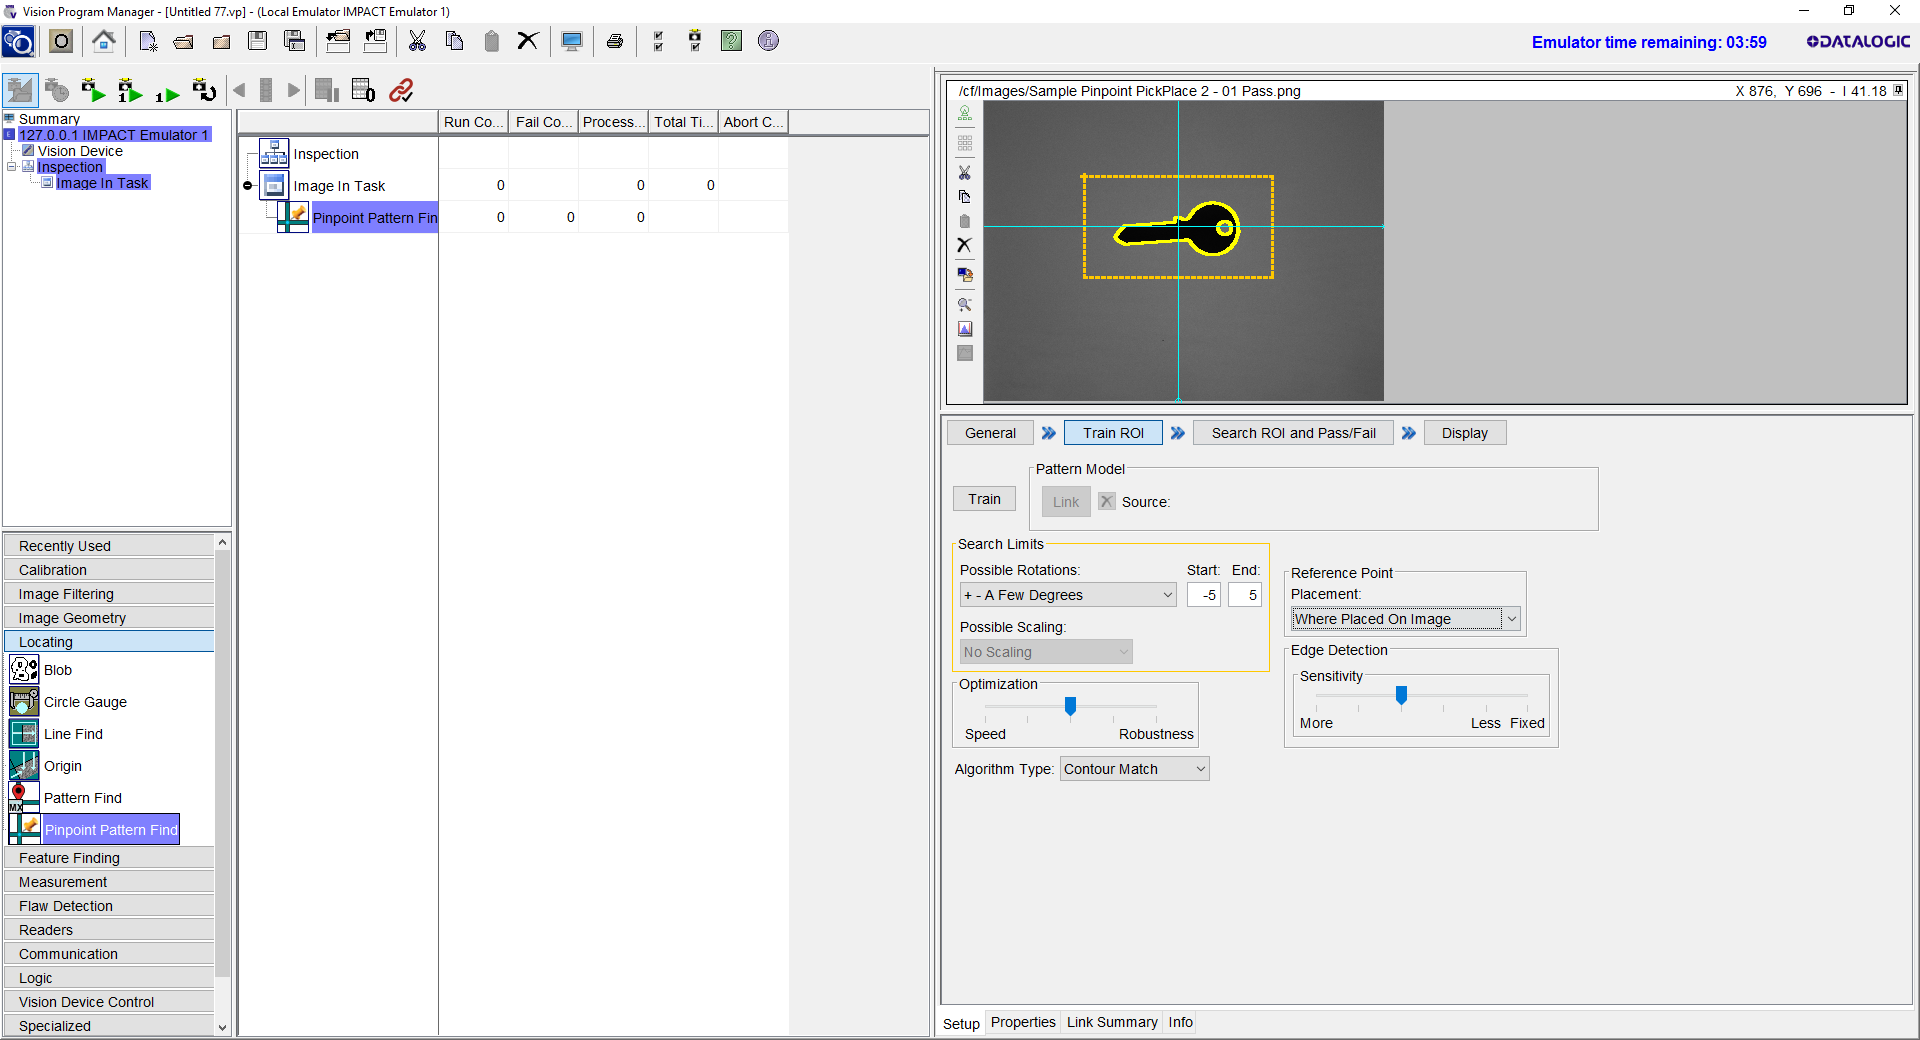 Vision Program Manager - [Untitled 77.vp] - (Local Emulator IMPACT Emulator 1)
Emulator time remaining: 03:59
DATALOGIC
Summary
127.0.0.1 IMPACT Emulator 1
Vision Device
Inspection
Image In Task
Run Co... Fail Co... Process... Total Ti... Abort C...
Inspection
Image In Task 0 0 0
Pinpoint Pattern Fin 0 0 0
Recently Used
Calibration
Image Filtering
Image Geometry
Locating
Blob
Circle Gauge
Line Find
Origin
Pattern Find
Pinpoint Pattern Find
Feature Finding
Measurement
Flaw Detection
Readers
Communication
Logic
Vision Device Control
Specialized
/cf/Images/Sample Pinpoint PickPlace 2 - 01 Pass.png
X 876, Y 696 - I 41.18
General Train ROI Search ROI and Pass/Fail Display
Train
Pattern Model
Link Source:
Search Limits
Possible Rotations: Start: End:
+ - A Few Degrees -5 5
Possible Scaling:
No Scaling
Reference Point
Placement:
Where Placed On Image
Optimization
Speed Robustness
Edge Detection
Sensitivity
More Less Fixed
Algorithm Type: Contour Match
Setup Properties Link Summary Info